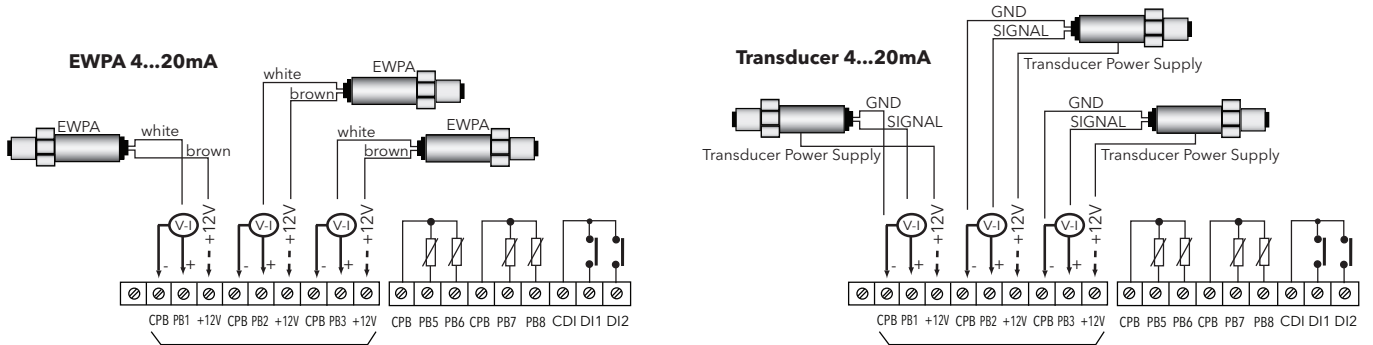 EWPA 4...20mA
EWPA
white
brown
EWPA
white
brown
EWPA
white
brown
V-I
+12V
V-I
+12V
V-I
+12V
- +
- +
- +
CPB PB1 +12V CPB PB2 +12V CPB PB3 +12V CPB PB5 PB6 CPB PB7 PB8 CDI DI1 DI2
Transducer 4...20mA
GND
SIGNAL
Transducer Power Supply
GND
SIGNAL
Transducer Power Supply
GND
SIGNAL
Transducer Power Supply
V-I
+12V
V-I
+12V
V-I
+12V
- +
- +
- +
CPB PB1 +12V CPB PB2 +12V CPB PB3 +12V CPB PB5 PB6 CPB PB7 PB8 CDI DI1 DI2